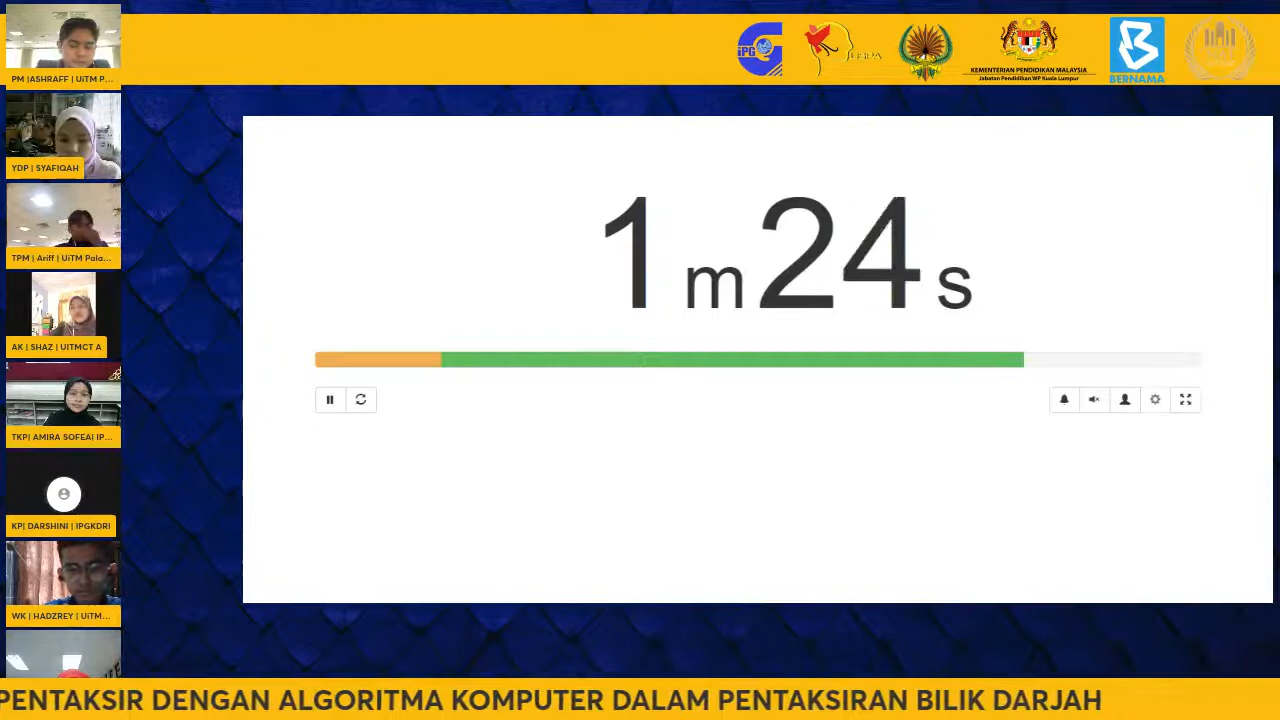 PM |ASHRAFF | UiTM P...
YDP | SYAFIQAH
TPM | Ariff | UiTM Pala...
AK | SHAZ | UITMCT A
TKP| AMIRA SOFEA| IP...
KP| DARSHINI | IPGKDRI
WK | HADZREY | UiTM...
IPG
KEMENTERIAN PENDIDIKAN MALAYSIA
Jabatan Pendidikan WP Kuala Lumpur
BERNAMA
1 m 24 s
PENTAKSIR DENGAN ALGORITMA KOMPUTER DALAM PENTAKSIRAN BILIK DARJAH